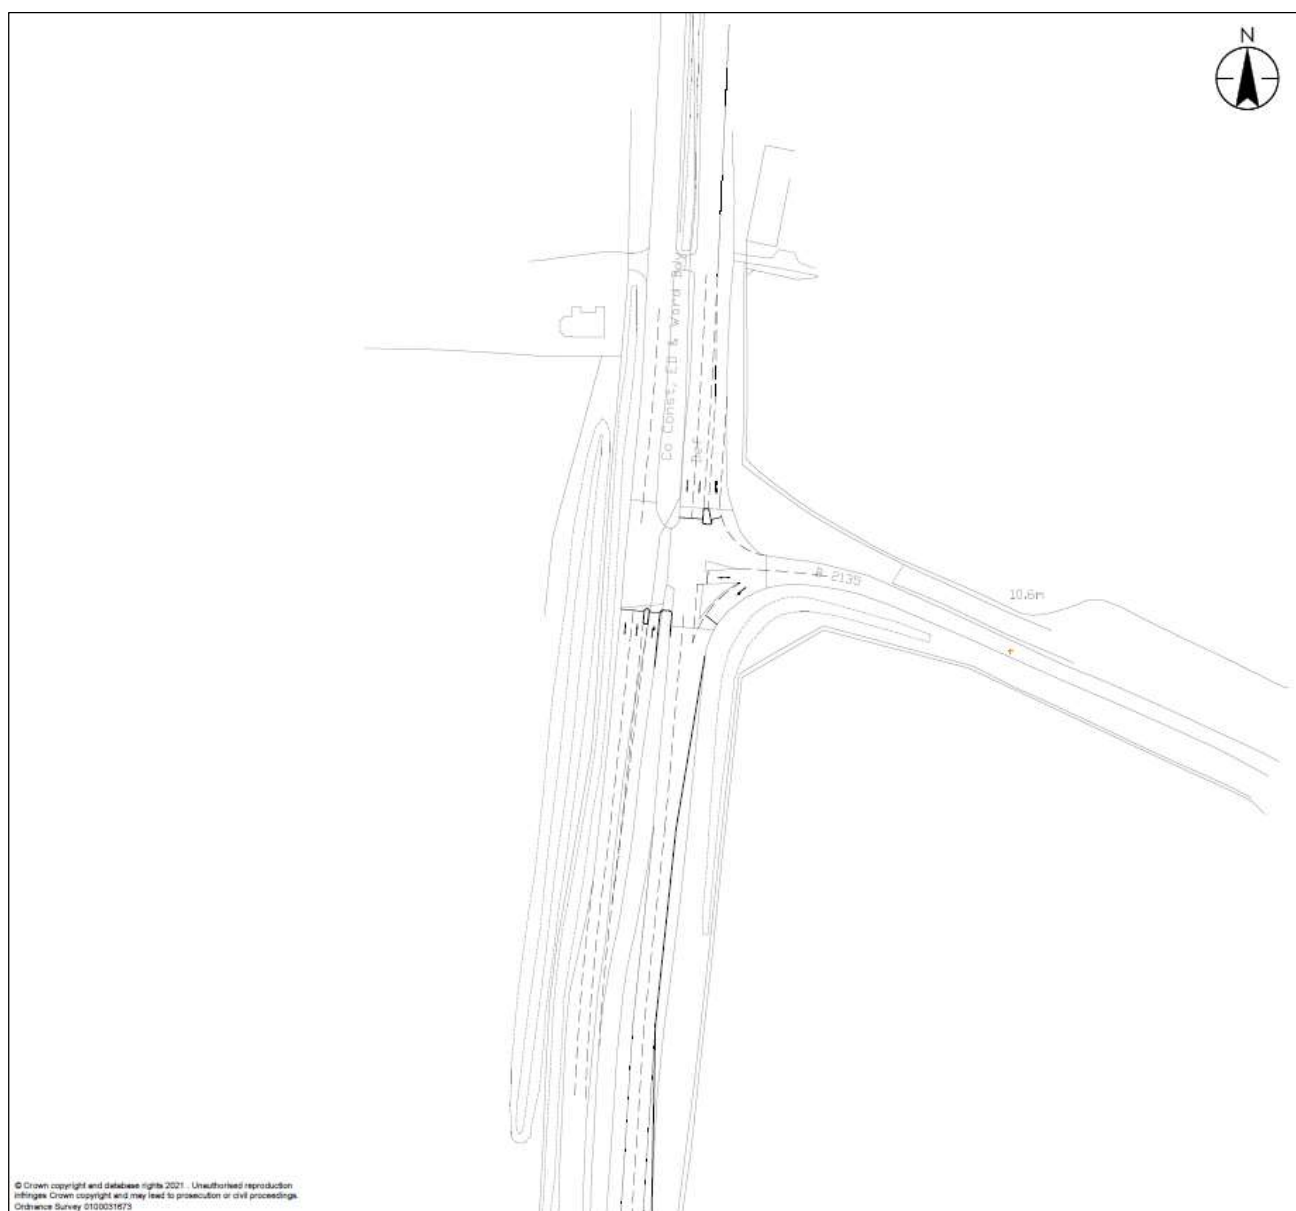 N
Co Const, ED & Ward Bdy
Def
B 2135
10.6m
© Crown copyright and database rights 2021 . Unauthorised reproduction
infringes Crown copyright and may lead to prosecution or civil proceedings.
Ordnance Survey 0100031673